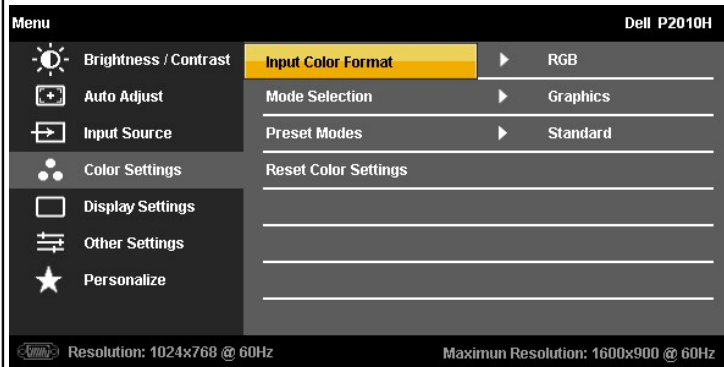 Menu Dell P2010H
Brightness / Contrast Input Color Format RGB
Auto Adjust Mode Selection Graphics
Input Source Preset Modes Standard
Color Settings Reset Color Settings
Display Settings
Other Settings
Personalize
Resolution: 1024x768 @ 60Hz Maximun Resolution: 1600x900 @ 60Hz